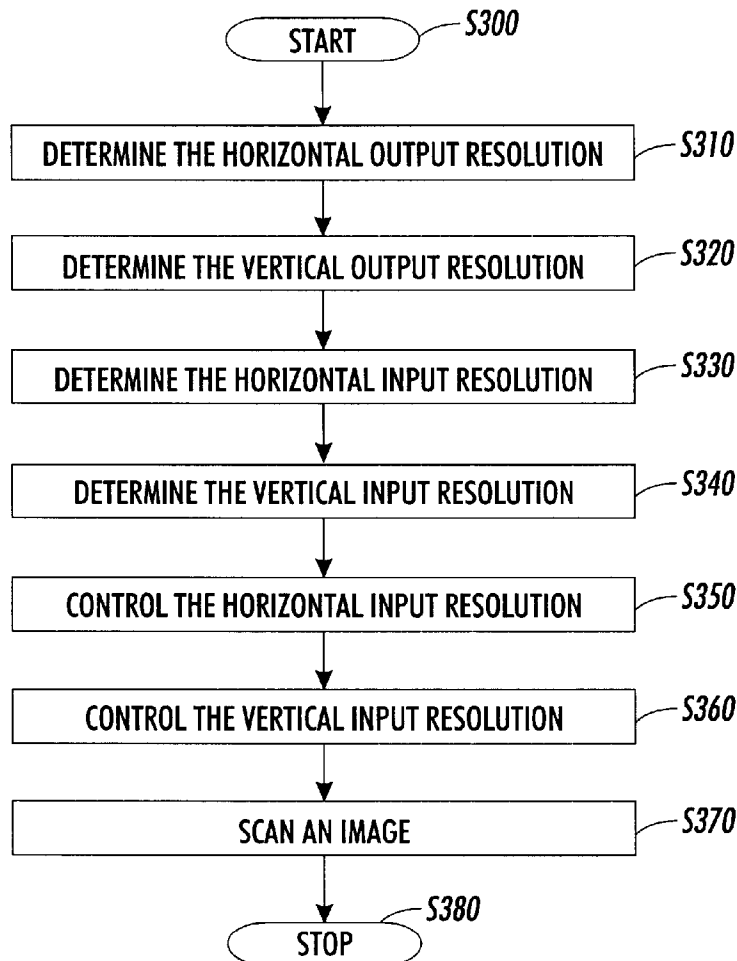 START
S300
DETERMINE THE HORIZONTAL OUTPUT RESOLUTION
S310
DETERMINE THE VERTICAL OUTPUT RESOLUTION
S320
DETERMINE THE HORIZONTAL INPUT RESOLUTION
S330
DETERMINE THE VERTICAL INPUT RESOLUTION
S340
CONTROL THE HORIZONTAL INPUT RESOLUTION
S350
CONTROL THE VERTICAL INPUT RESOLUTION
S360
SCAN AN IMAGE
S370
STOP
S380